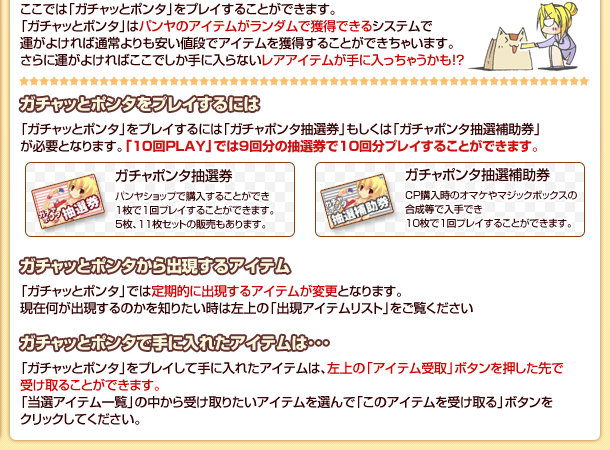 ここでは「ガチャッとポンタ」をプレイすることができます。
「ガチャッとポンタ」はパンヤのアイテムがランダムで獲得できるシステムで
運がよければ通常よりも安い値段でアイテムを獲得することができちゃいます。
さらに運がよければここでしか手に入らないレアアイテムが手に入っちゃうかも!?
ガチャッとポンタをプレイするには
「ガチャッとポンタ」をプレイするには「ガチャポンタ抽選券」もしくは「ガチャポンタ抽選補助券」
が必要となります。「10回PLAY」では9回分の抽選券で10回分プレイすることができます。
ガチャポンタ抽選券
パンヤショップで購入することができ
1枚で1回プレイすることができます。
5枚、11枚セットの販売もあります。
抽選券
ガチャポンタ抽選補助券
CP購入時のオマケやマジックボックスの
合成等で入手でき
10枚で1回プレイすることができます。
抽選補助券
ガチャッとポンタから出現するアイテム
「ガチャッとポンタ」では定期的に出現するアイテムが変更となります。
現在何が出現するのかを知りたい時は左上の「出現アイテムリスト」をご覧ください
ガチャッとポンタで手に入れたアイテムは・・・
「ガチャッとポンタ」をプレイして手に入れたアイテムは、左上の「アイテム受取」ボタンを押した先で
受け取ることができます。
「当選アイテム一覧」の中から受け取りたいアイテムを選んで「このアイテムを受け取る」ボタンを
クリックしてください。